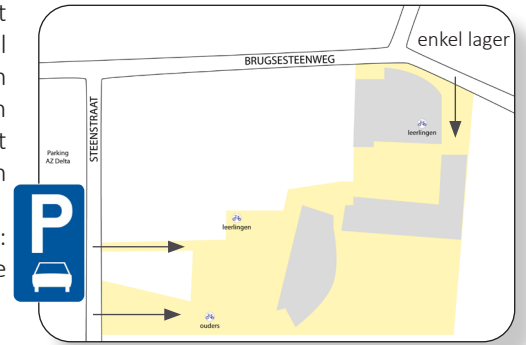 enkel lager
BRUGSESTEENWEG
STEENSTRAAT
leerlingen
Parking
AZ Delta
P
leerlingen
ouders
t
l
n
n
t
n
:
e